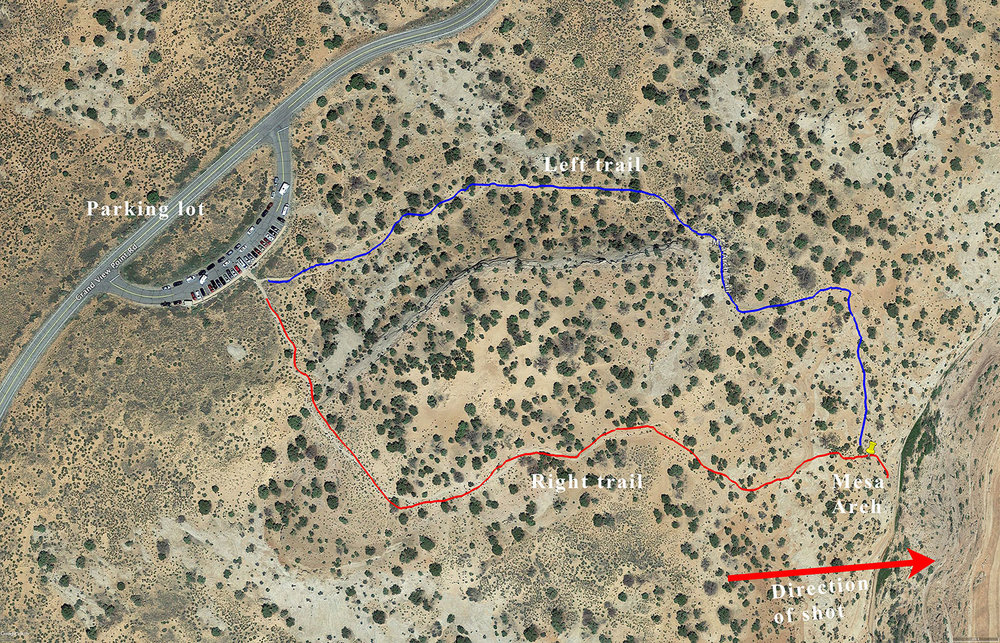 Left trail
Parking lot
Grand View Point Rd
Right trail
Mesa
Arch
Direction
of shot